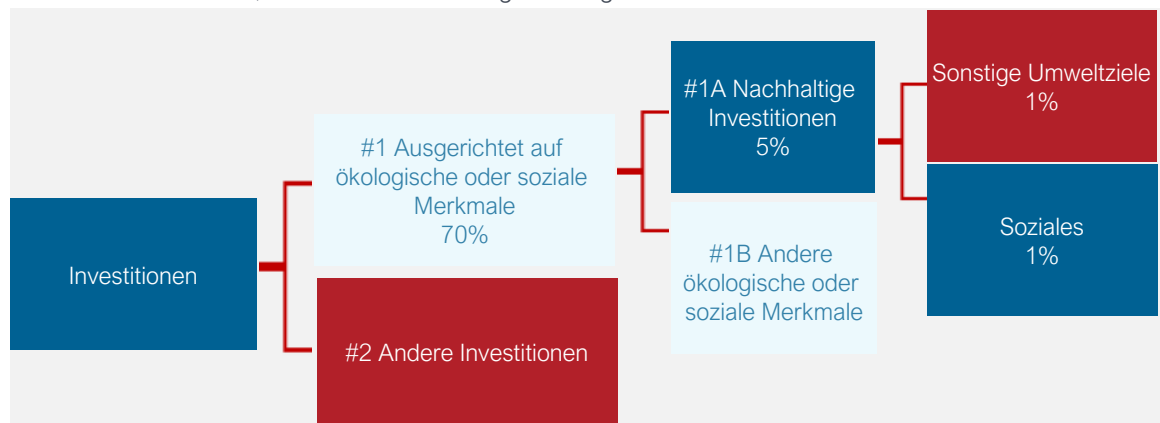 Investitionen
#1 Ausgerichtet auf
ökologische oder soziale
Merkmale
70%
#2 Andere Investitionen
#1A Nachhaltige
Investitionen
5%
#1B Andere
ökologische oder
soziale Merkmale
Sonstige Umweltziele
1%
Soziales
1%